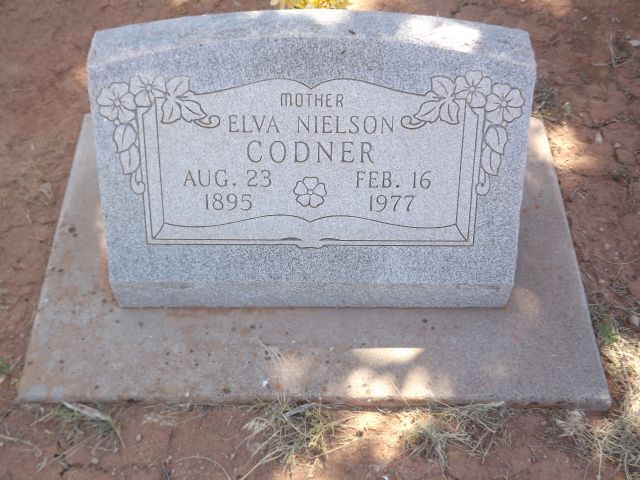 MOTHER
ELVA NIELSON
CODNER
AUG. 23 FEB. 16
1895 1977